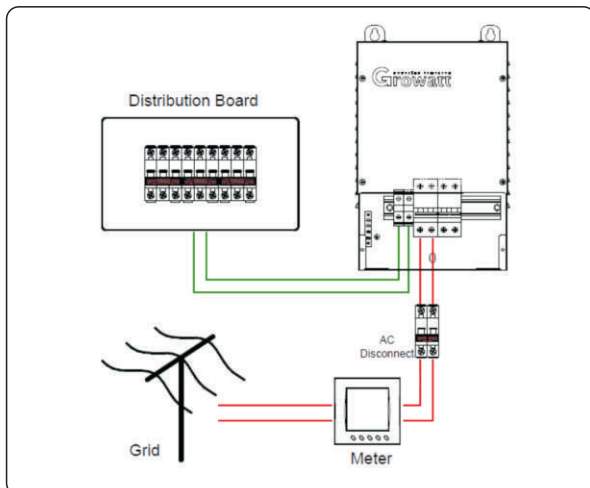 Growatt
Distribution Board
AC
Disconnect
Grid
Meter